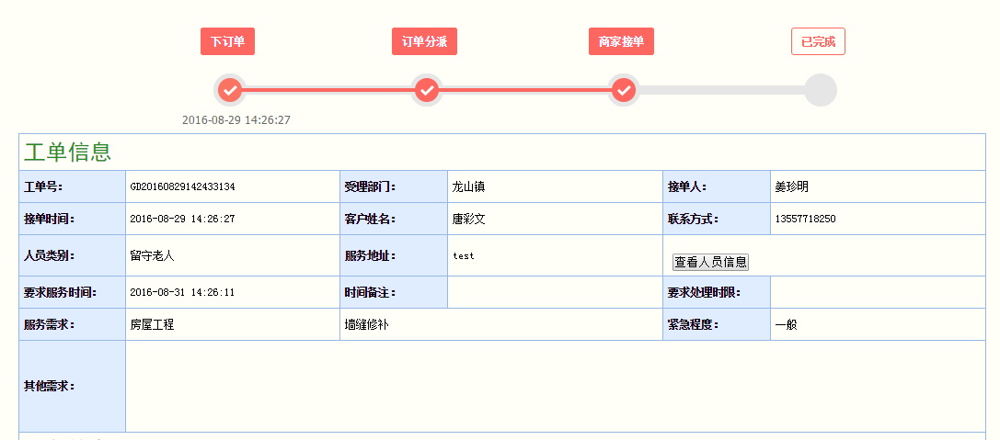 下订单 订单分派 商家接单 已完成
2016-08-29 14:26:27
工单信息
工单号： GD20160829142433134 受理部门： 龙山镇 接单人： 姜珍明
接单时间： 2016-08-29 14:26:27 客户姓名： 唐彩文 联系方式： 13557718250
人员类别： 留守老人 服务地址： test 查看人员信息
要求服务时间： 2016-08-31 14:26:11 时间备注： 要求处理时限：
服务需求： 房屋工程 墙缝修补 紧急程度： 一般
其他需求：